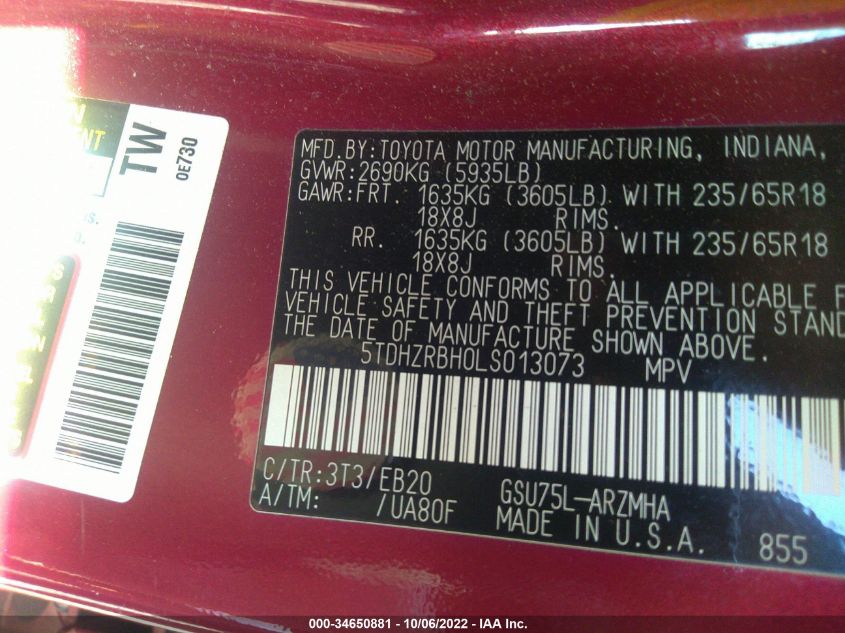 TW
0E730
MFD.BY:TOYOTA MOTOR MANUFACTURING, INDIANA,
GVWR:2690KG (5935LB)
GAWR:FRT. 1635KG (3605LB) WITH 235/65R18
18X8J RIMS.
RR. 1635KG (3605LB) WITH 235/65R18
18X8J RIMS.
THIS VEHICLE CONFORMS TO ALL APPLICABLE F
VEHICLE SAFETY AND THEFT PREVENTION STAND
THE DATE OF MANUFACTURE SHOWN ABOVE.
5TDHZRBH0LS013073 MPV
C/TR:3T3/EB20 GSU75L-ARZMHA
A/TM: /UA80F MADE IN U.S.A. 855
000-34650881 - 10/06/2022 - IAA Inc.